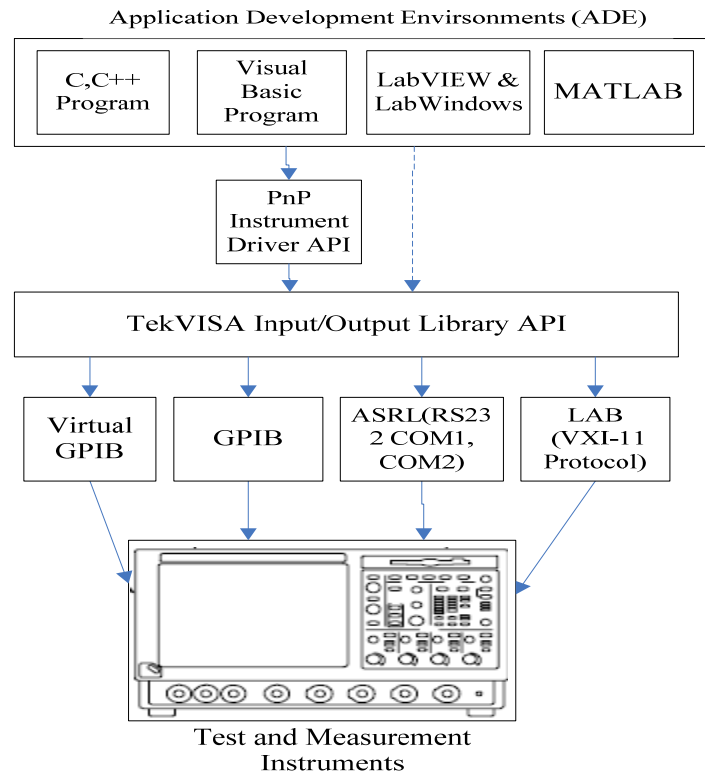 Application Development Envirsonments (ADE)
C,C++
Program
Visual
Basic
Program
LabVIEW &
LabWindows
MATLAB
PnP
Instrument
Driver API
TekVISA Input/Output Library API
Virtual
GPIB
GPIB
ASRL(RS23
2 COM1,
COM2)
LAB
(VXI-11
Protocol)
Test and Measurement
Instruments